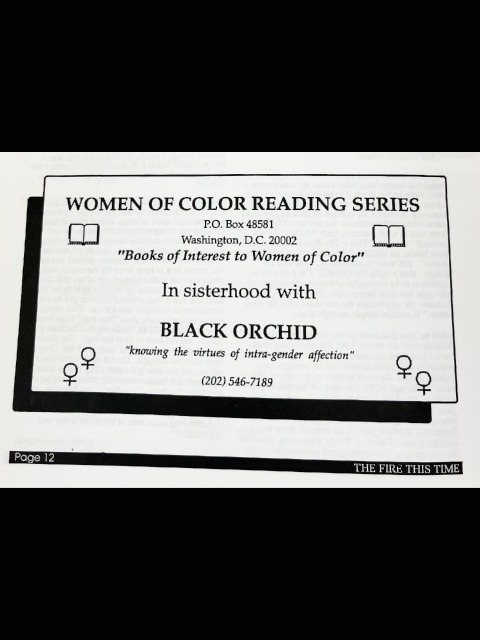 WOMEN OF COLOR READING SERIES
P.O. Box 48581
Washington, D.C. 20002
"Books of Interest to Women of Color"
In sisterhood with
BLACK ORCHID
"knowing the virtues of intra-gender affection"
(202) 546-7189
Page 12
THE FIRE THIS TIME